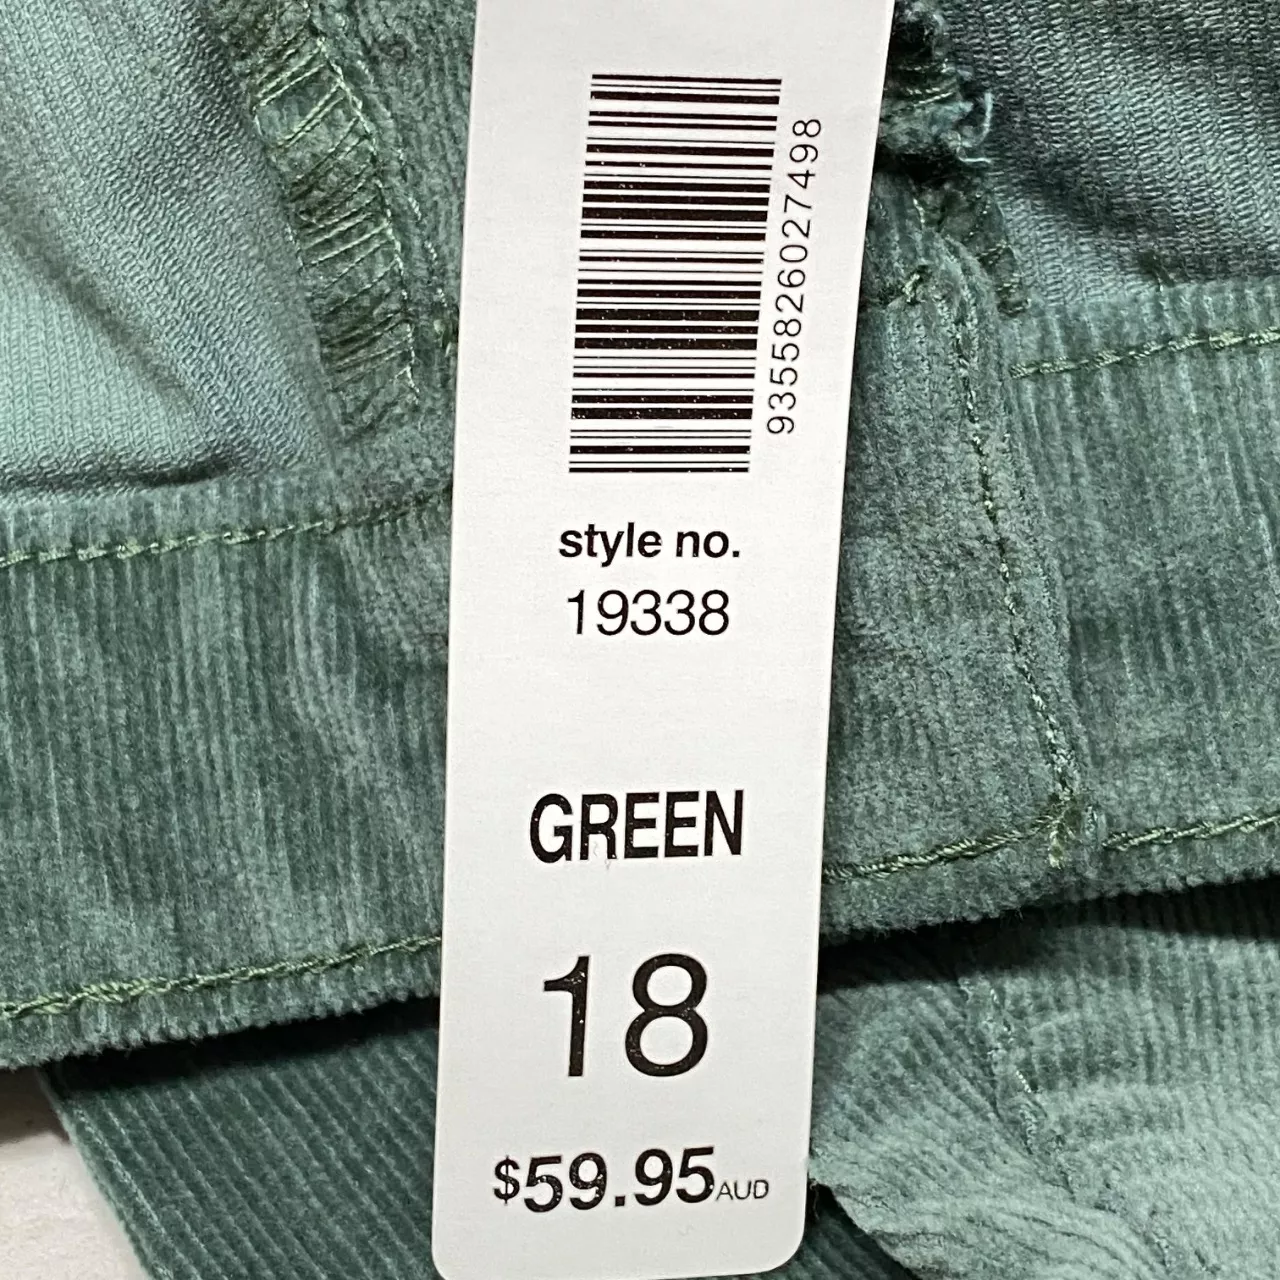 9355826027498
style no.
19338
GREEN
18
$59.95AUD